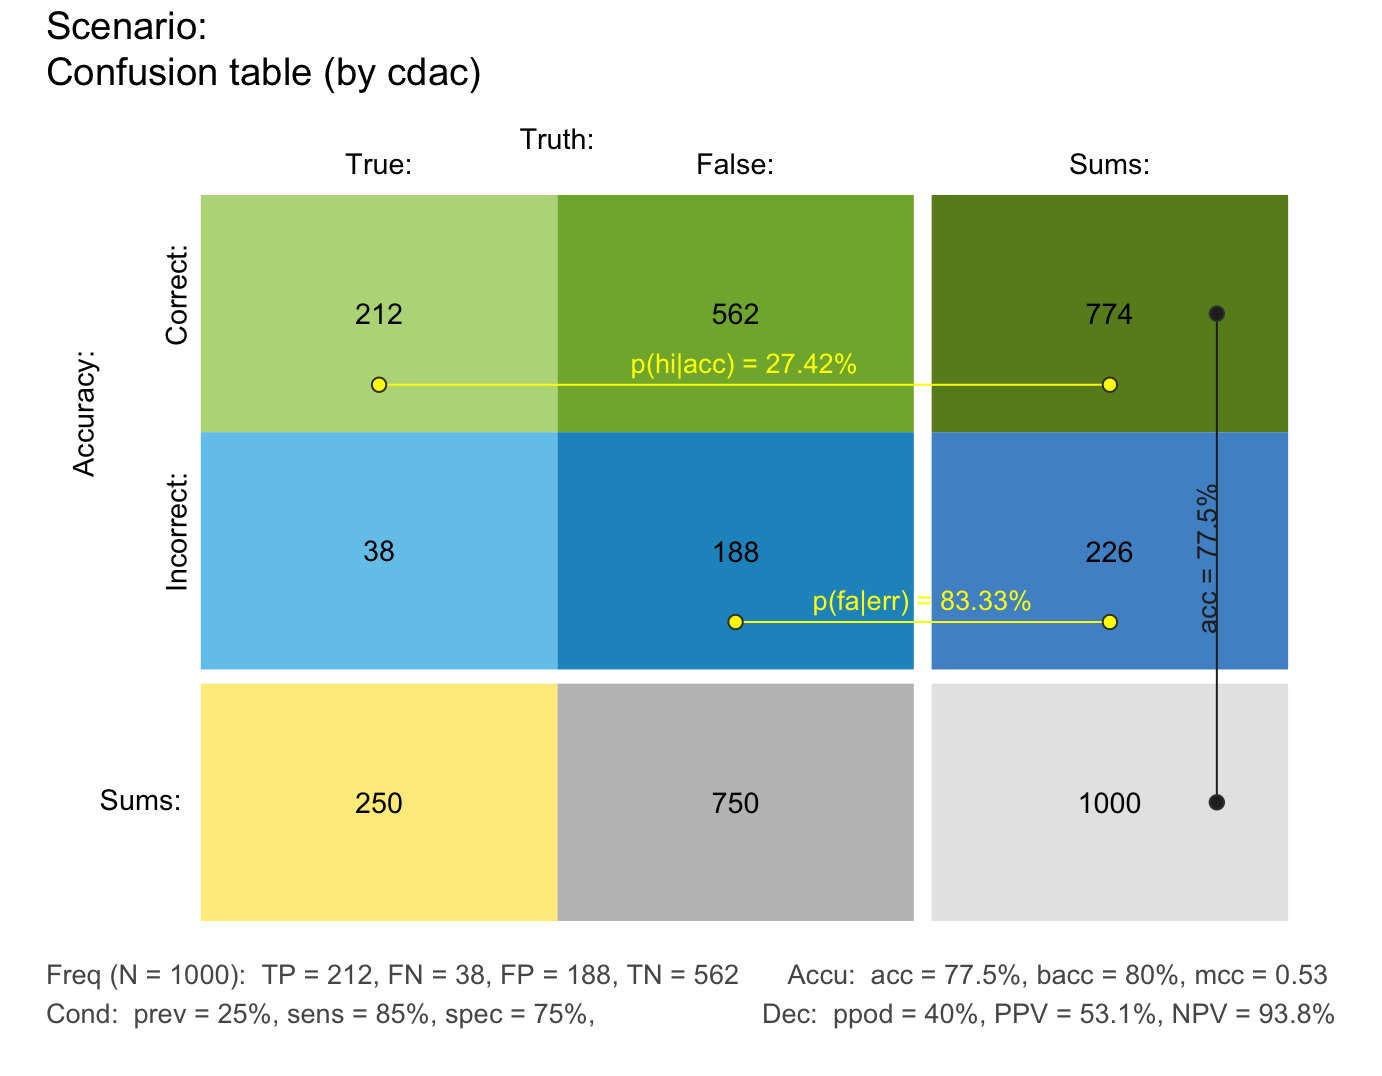 Scenario:
Confusion table (by cdac)
Truth:
True:
False:
Sums:
Accuracy:
Correct:
212
562
774
p(hi|acc) = 27.42%
Incorrect:
38
188
226
p(fa|err) = 83.33%
acc = 77.5%
Sums:
250
750
1000
Freq (N = 1000):  TP = 212, FN = 38, FP = 188, TN = 562
Accu:  acc = 77.5%, bacc = 80%, mcc = 0.53
Cond:  prev = 25%, sens = 85%, spec = 75%,
Dec:  ppod = 40%, PPV = 53.1%, NPV = 93.8%